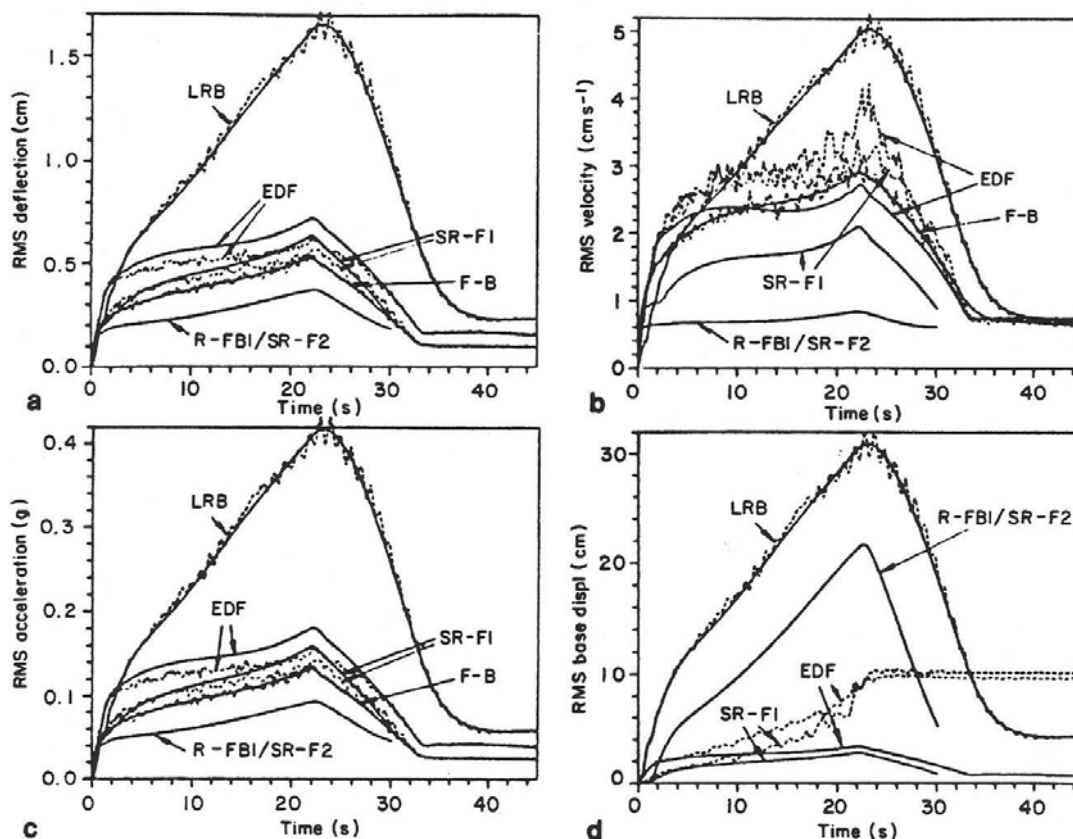 RMS deflection (cm)
1.5
1.0
0.5
0.0
LRB
EDF
SR-F1
F-B
R-FBI/SR-F2
0
10
20
30
40
a
Time (s)
RMS velocity (cm s⁻¹)
5
4
3
2
1
0
LRB
EDF
F-B
SR-F1
R-FBI/SR-F2
0
10
20
30
40
b
Time (s)
RMS acceleration (g)
0.4
0.3
0.2
0.1
0.0
LRB
EDF
SR-F1
F-B
R-FBI/SR-F2
0
10
20
30
40
c
Time (s)
RMS base displ (cm)
30
20
10
0
LRB
R-FBI/SR-F2
EDF
SR-F1
0
10
20
30
40
d
Time (s)